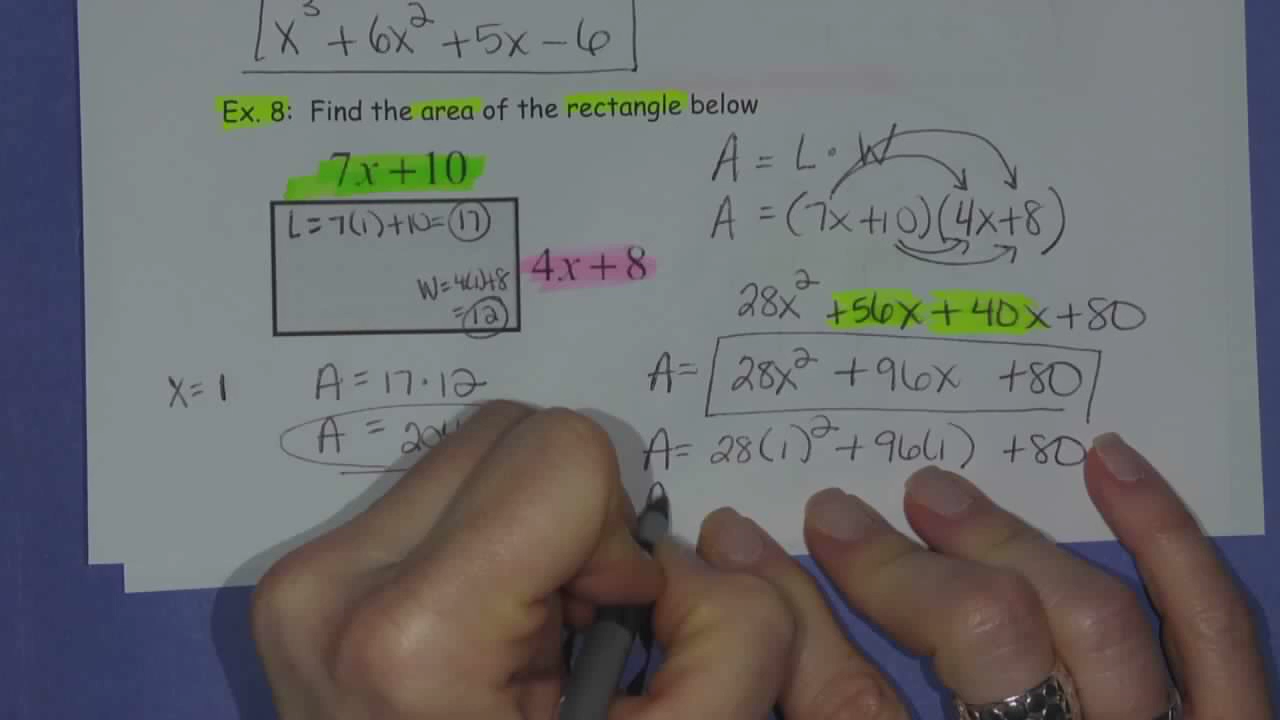 x³ + 6x² + 5x - 6
Ex. 8: Find the area of the rectangle below
7x + 10
L = 7(1) + 10 = 17
W = 4(1) + 8
= 12
4x + 8
x = 1
A = 17 · 12
A =
A = L · W
A = (7x + 10)(4x + 8)
28x² + 56x + 40x + 80
A = 28x² + 96x + 80
A = 28(1)² + 96(1) + 80